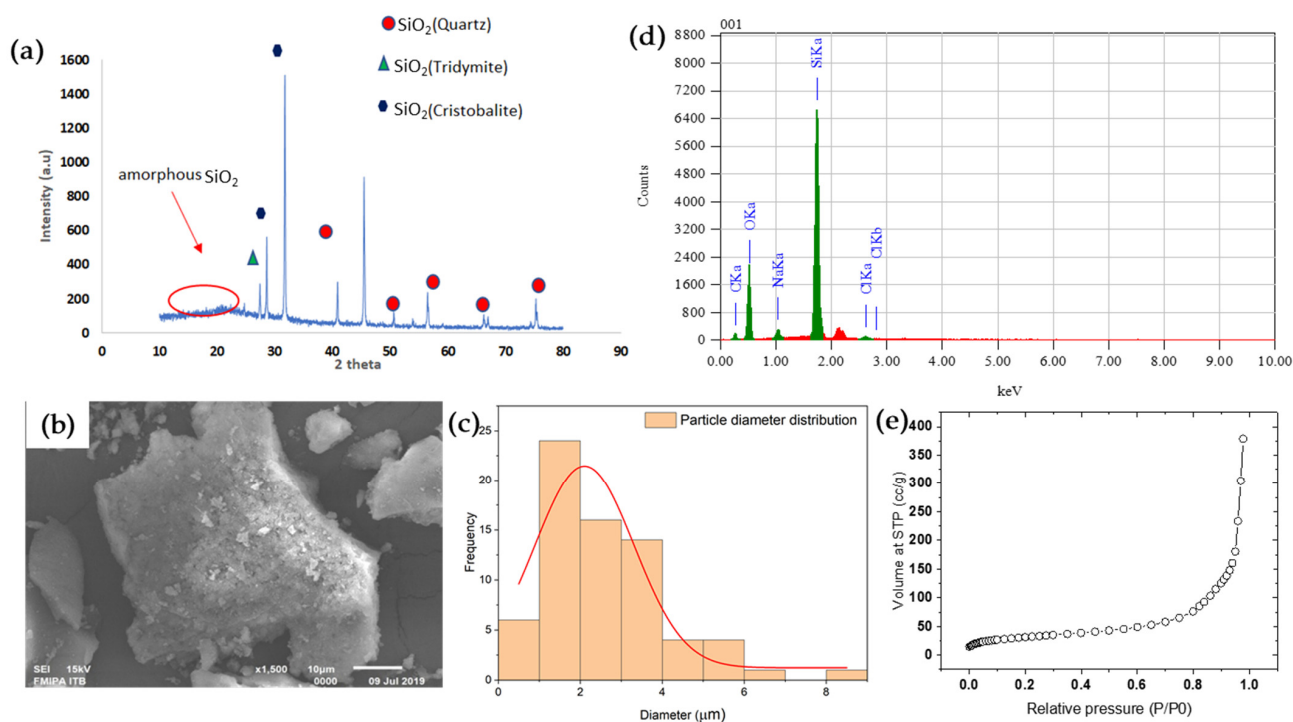 (a)
SiO2(Quartz)
SiO2(Tridymite)
SiO2(Cristobalite)
amorphous SiO2
Intensity (a.u)
1600
1400
1200
1000
800
600
400
200
0
0 10 20 30 40 50 60 70 80 90
2 theta
(d)
001
8800
8000
7200
6400
5600
4800
4000
3200
2400
1600
800
0
Counts
CKa
OKa
NaKa
SiKa
ClKa
ClKb
0.00 1.00 2.00 3.00 4.00 5.00 6.00 7.00 8.00 9.00 10.00
keV
(b)
SEI 15kV x1,500 10μm
FMIPA ITB 0000 09 Jul 2019
(c)
Particle diameter distribution
Frequency
25
20
15
10
5
0
0 2 4 6 8
Diameter (μm)
(e)
Volume at STP (cc/g)
400
350
300
250
200
150
100
50
0
0.0 0.2 0.4 0.6 0.8 1.0
Relative pressure (P/P0)